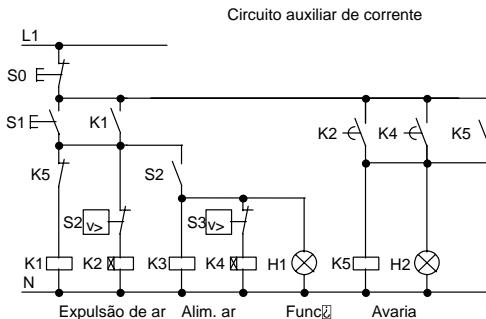 Circuito auxiliar de corrente
L1
S0
S1 K1 K2 K4 K5
K5 S2
S2 v> S3 v>
K1 K2 K3 K4 H1 K5 H2
N
Expulsão de ar Alim. ar Func Avaria